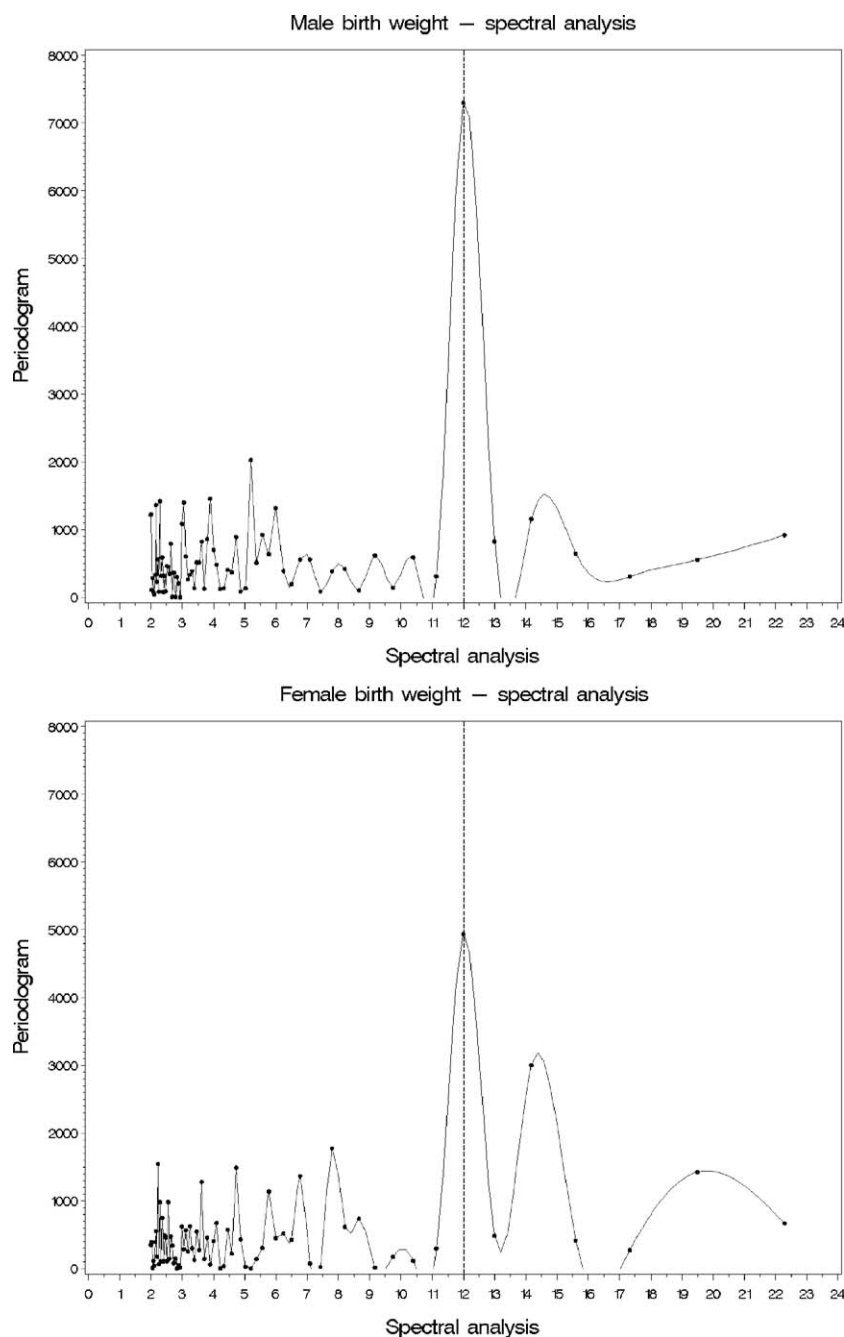 Male birth weight — spectral analysis
8000
7000
6000
5000
4000
3000
2000
1000
0
Periodogram
0 1 2 3 4 5 6 7 8 9 10 11 12 13 14 15 16 17 18 19 20 21 22 23 24
Spectral analysis
Female birth weight — spectral analysis
8000
7000
6000
5000
4000
3000
2000
1000
0
Periodogram
0 1 2 3 4 5 6 7 8 9 10 11 12 13 14 15 16 17 18 19 20 21 22 23 24
Spectral analysis